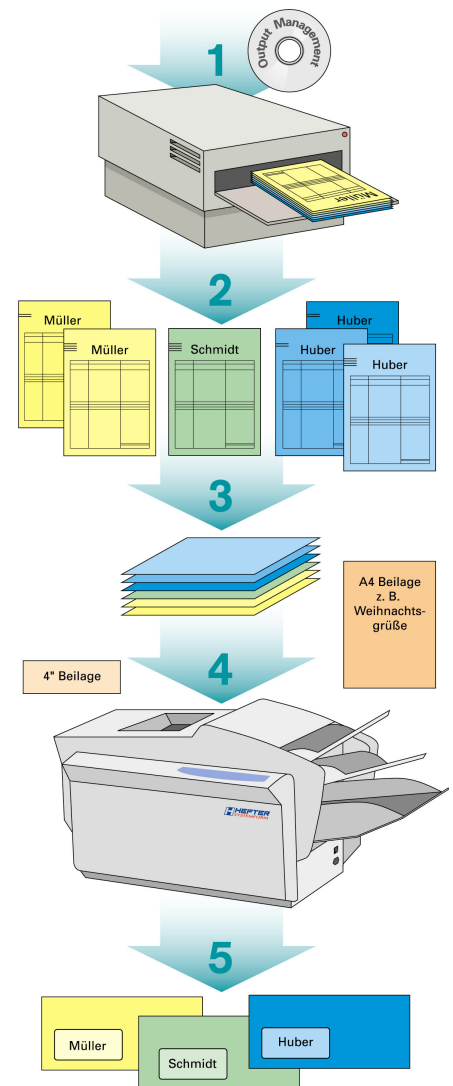 1
Output Management
Müller
2
Müller
Müller
Schmidt
Huber
Huber
Huber
3
A4 Beilage
z. B.
Weihnachts-
grüße
4
4" Beilage
HEFTER
SYSTEMFORM
5
Müller
Schmidt
Huber